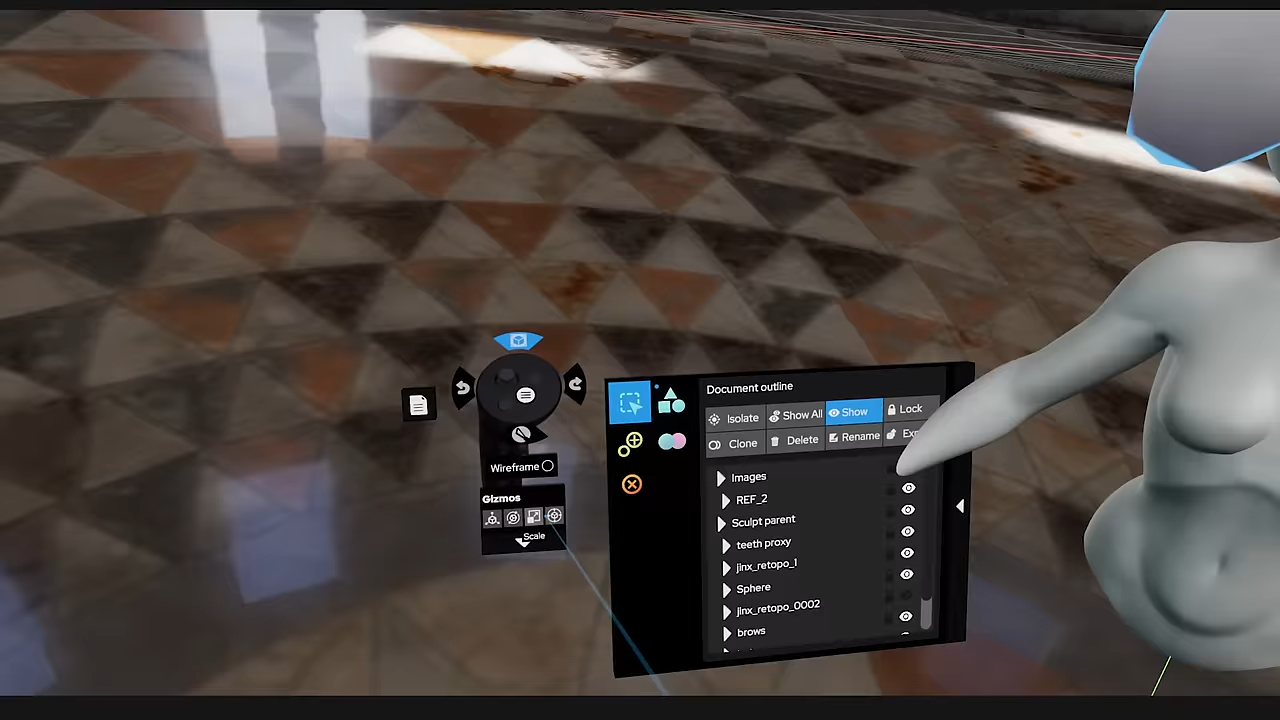 Document outline
Isolate Show All Show Lock
Clone Delete Rename
Images
REF_2
Sculpt parent
teeth proxy
jinx_retopo_1
Sphere
jinx_retopo_0002
brows
Wireframe
Gizmos
Scale